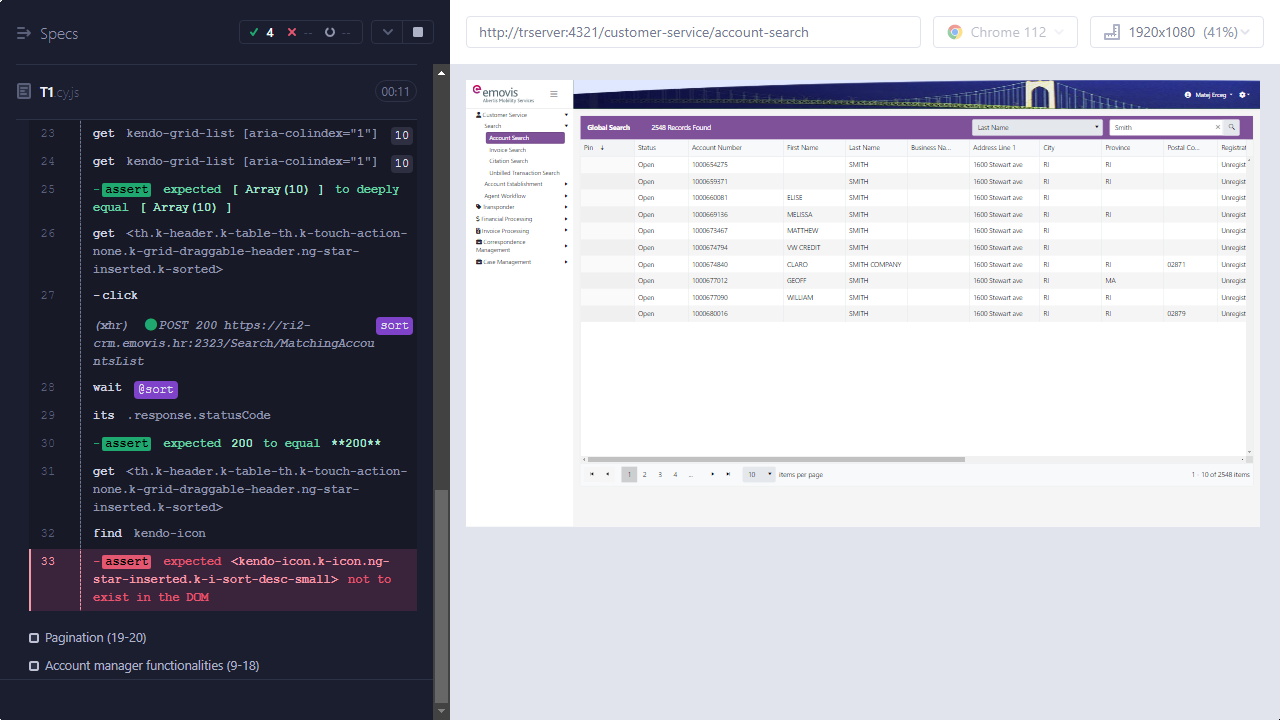 Specs
4 -- --
T1.cy.js 00:11
23 get kendo-grid-list [aria-colindex="1"] 10
24 get kendo-grid-list [aria-colindex="1"] 10
25 -assert expected [ Array(10) ] to deeply
equal [ Array(10) ]
26 get <th.k-header.k-table-th.k-touch-action-
none.k-grid-draggable-header.ng-star-
inserted.k-sorted>
27 -click
(xhr) POST 200 https://ri2- sort
crm.emovis.hr:2323/Search/MatchingAccou
ntsList
28 wait @sort
29 its .response.statusCode
30 -assert expected 200 to equal **200**
31 get <th.k-header.k-table-th.k-touch-action-
none.k-grid-draggable-header.ng-star-
inserted.k-sorted>
32 find kendo-icon
33 -assert expected <kendo-icon.k-icon.ng-
star-inserted.k-i-sort-desc-small> not to
exist in the DOM
Pagination (19-20)
Account manager functionalities (9-18)
http://trserver:4321/customer-service/account-search
Chrome 112
1920x1080 (41%)
emovis
Abertis Mobility Services
Matej Erceg
Customer Service
Search
Account Search
Invoice Search
Citation Search
Unbilled Transaction Search
Account Establishment
Agent Workflow
Transponder
Financial Processing
Invoice Processing
Correspondence
Management
Case Management
Global Search 2548 Records Found Last Name Smith
Pin Status Account Number First Name Last Name Business Na... Address Line 1 City Province Postal Co... Registrat
Open 1000654275 SMITH 1600 Stewart ave RI RI Unregist
Open 1000659371 SMITH 1600 Stewart ave RI RI Unregist
Open 1000660081 ELISE SMITH 1600 Stewart ave RI Unregist
Open 1000669136 MELISSA SMITH 1600 Stewart ave RI RI Unregist
Open 1000673467 MATTHEW SMITH 1600 Stewart ave RI Unregist
Open 1000674794 VW CREDIT SMITH 1600 Stewart ave RI Unregist
Open 1000674840 CLARO SMITH COMPANY 1600 Stewart ave RI RI 02871 Unregist
Open 1000677012 GEOFF SMITH 1600 Stewart ave RI MA Unregist
Open 1000677090 WILLIAM SMITH 1600 Stewart ave RI RI Unregist
Open 1000680016 SMITH 1600 Stewart ave RI RI 02879 Unregist
1 2 3 4 ... 10 items per page 1 - 10 of 2548 items